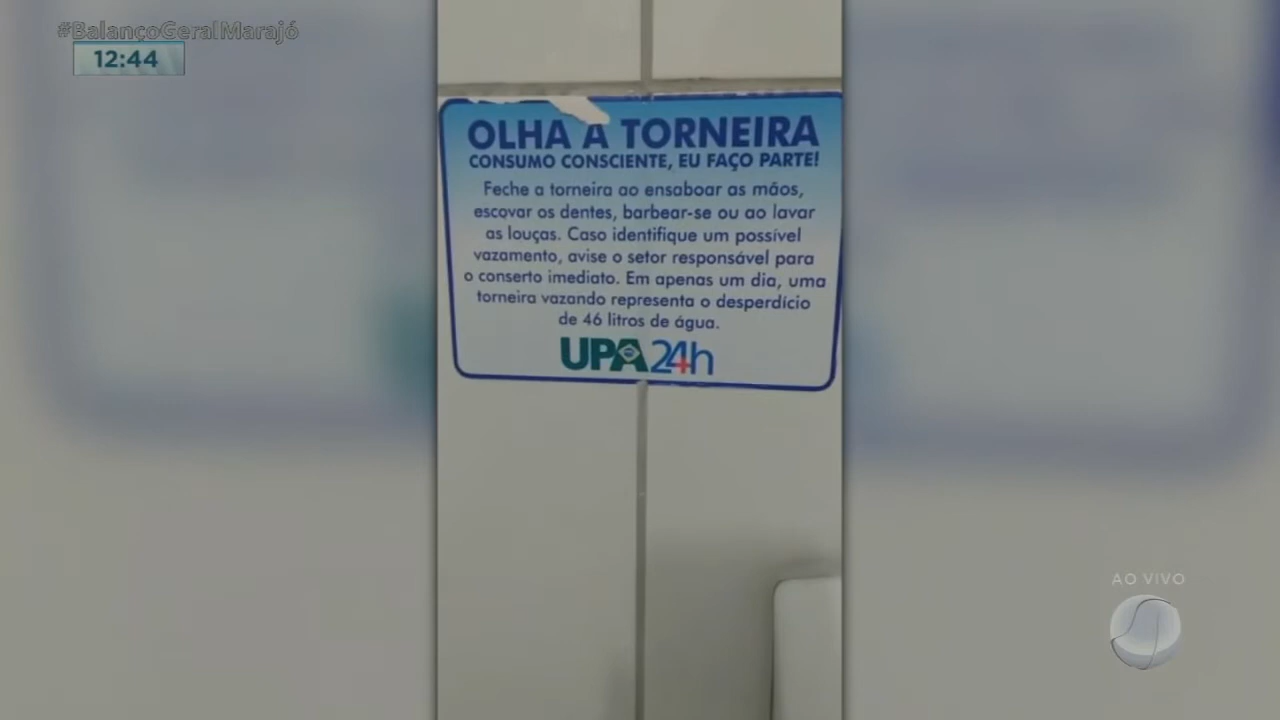 #BalançoGeralMarajó
12:44
OLHA A TORNEIRA
CONSUMO CONSCIENTE, EU FAÇO PARTE!
Feche a torneira ao ensaboar as mãos,
escovar os dentes, barbear-se ou ao lavar
as louças. Caso identifique um possível
vazamento, avise o setor responsável para
o conserto imediato. Em apenas um dia, uma
torneira vazando representa o desperdício
de 46 litros de água.
UPA 24h
AO VIVO